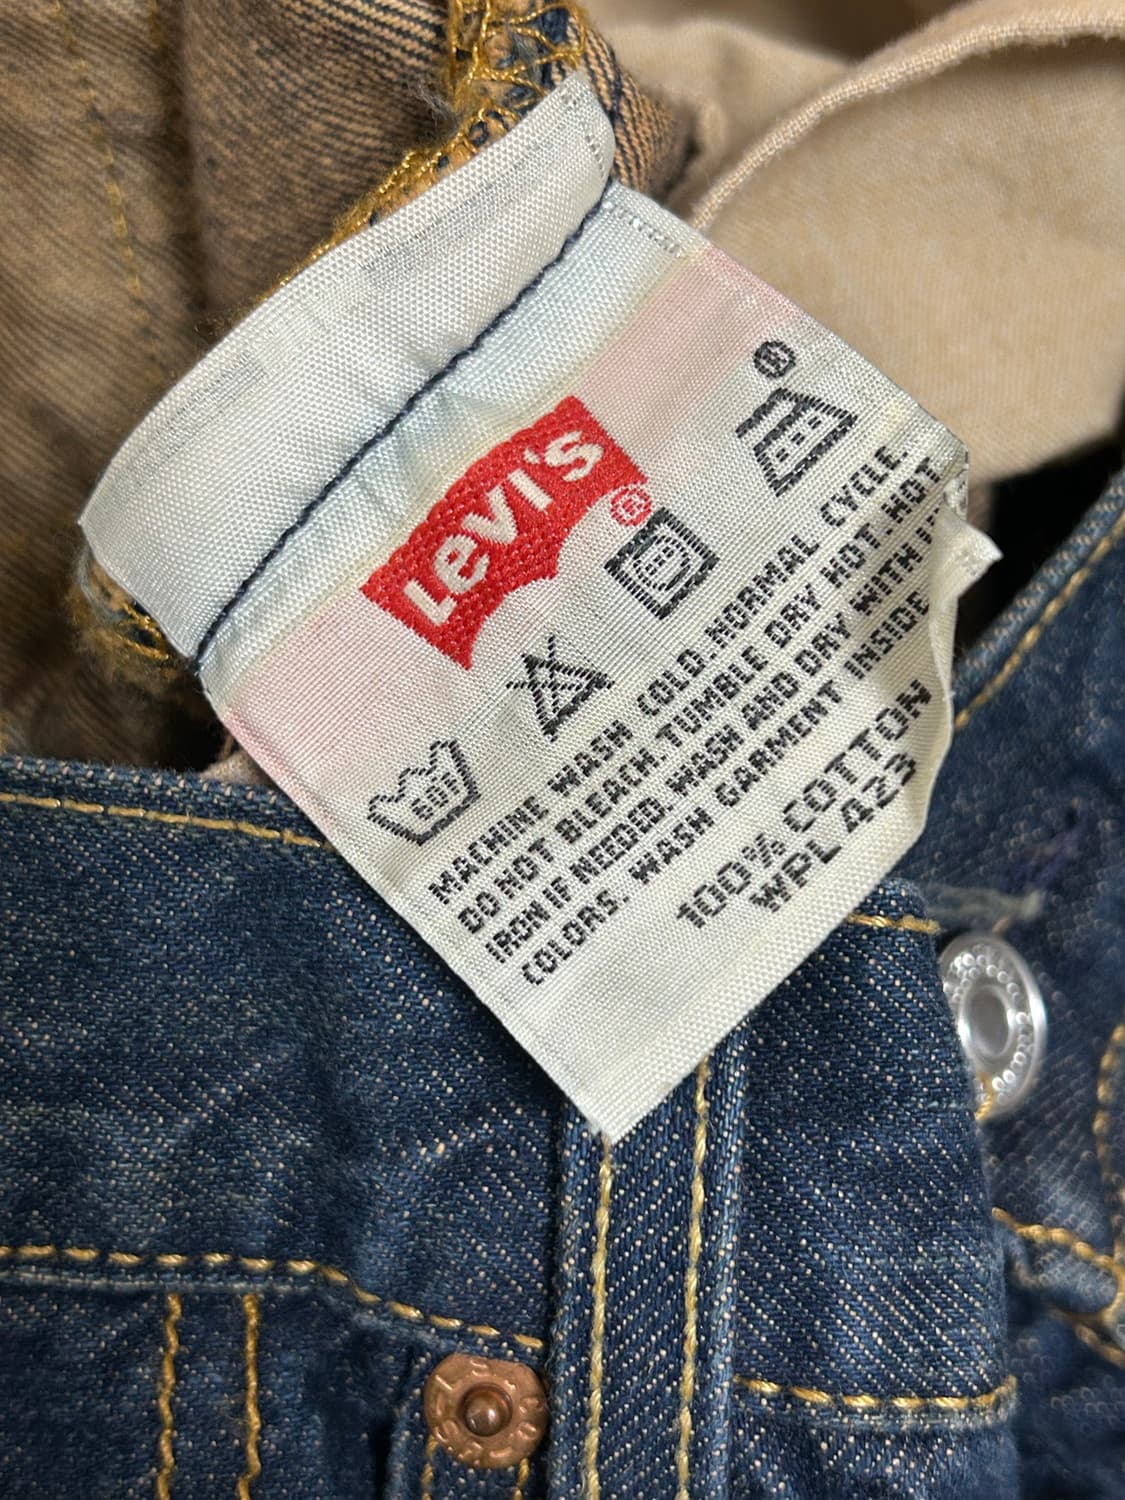 Levi's
®
®
80F
MACHINE WASH COLD. NORMAL CYCLE.
DO NOT BLEACH. TUMBLE DRY HOT. HOT
IRON IF NEEDED. WASH AND DRY WITH
COLORS. WASH GARMENT INSIDE
100% COTTON
WPL 423